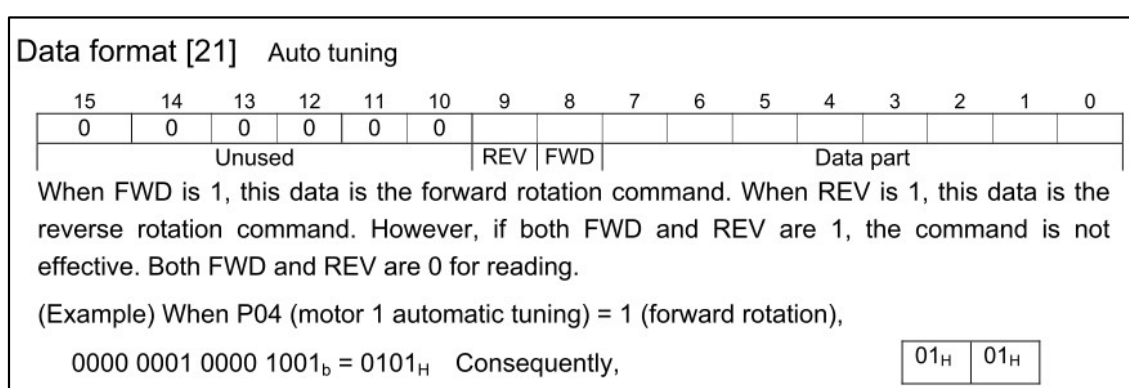 Data format [21] Auto tuning
15 14 13 12 11 10 9 8 7 6 5 4 3 2 1 0
0 0 0 0 0 0
Unused REV FWD Data part
When FWD is 1, this data is the forward rotation command. When REV is 1, this data is the
reverse rotation command. However, if both FWD and REV are 1, the command is not
effective. Both FWD and REV are 0 for reading.
(Example) When P04 (motor 1 automatic tuning) = 1 (forward rotation),
0000 0001 0000 1001b = 0101H Consequently, 01H 01H